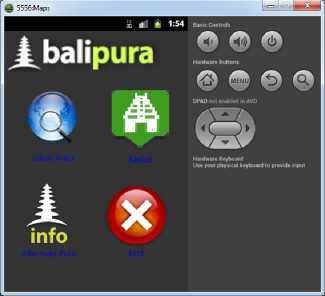 5556:Maps
1:54
balipura
info
Basic Controls
Hardware Buttons
MENU
DPAD not enabled in AVD
Hardware Keyboard
Use your physical keyboard to provide input